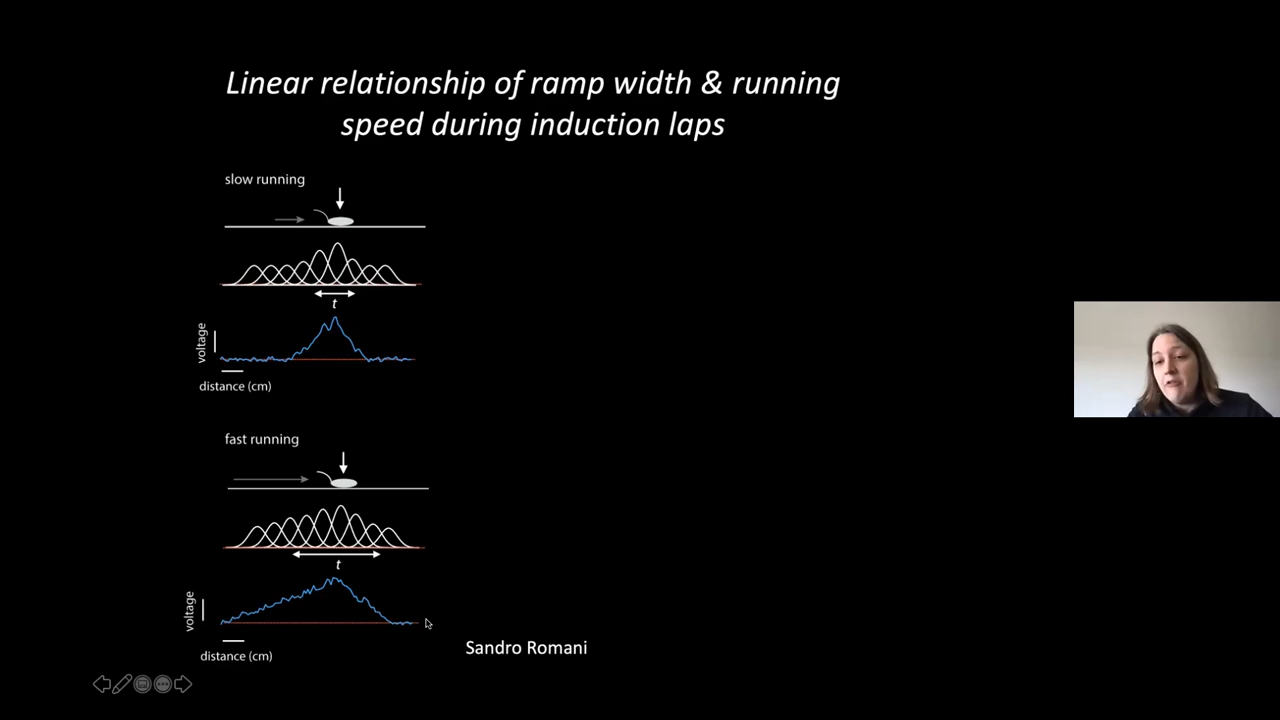 Linear relationship of ramp width & running
speed during induction laps
slow running
t
voltage
distance (cm)
fast running
t
voltage
distance (cm)
Sandro Romani